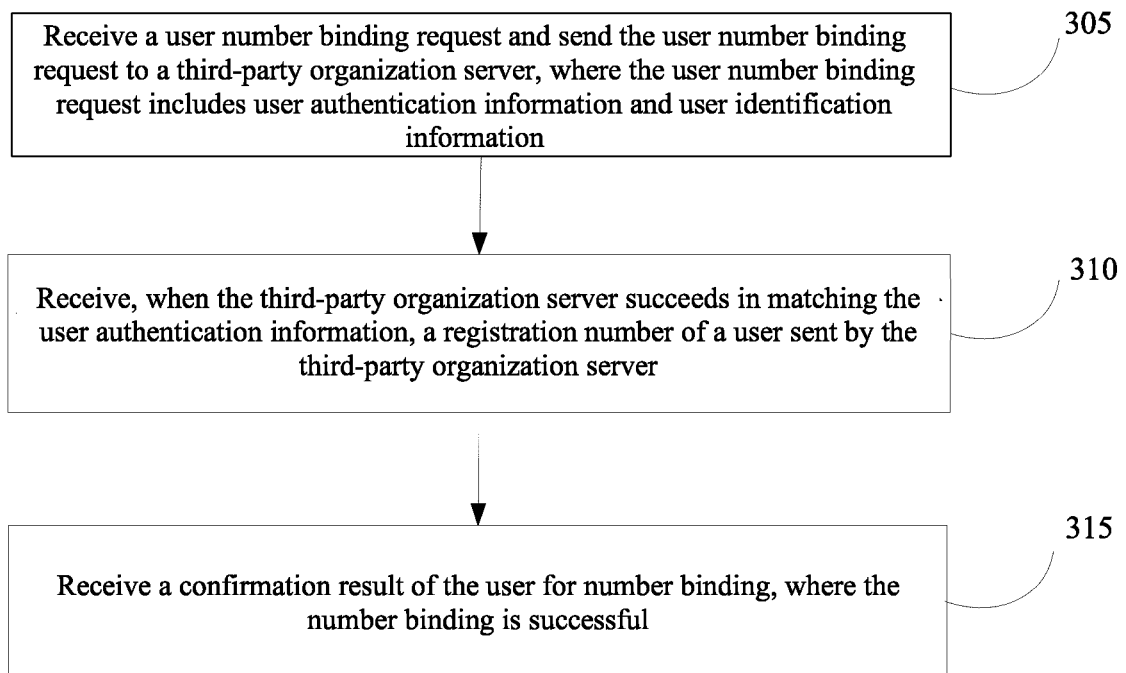 Receive a user number binding request and send the user number binding
request to a third-party organization server, where the user number binding
request includes user authentication information and user identification
information
305
Receive, when the third-party organization server succeeds in matching the
user authentication information, a registration number of a user sent by the
third-party organization server
310
Receive a confirmation result of the user for number binding, where the
number binding is successful
315